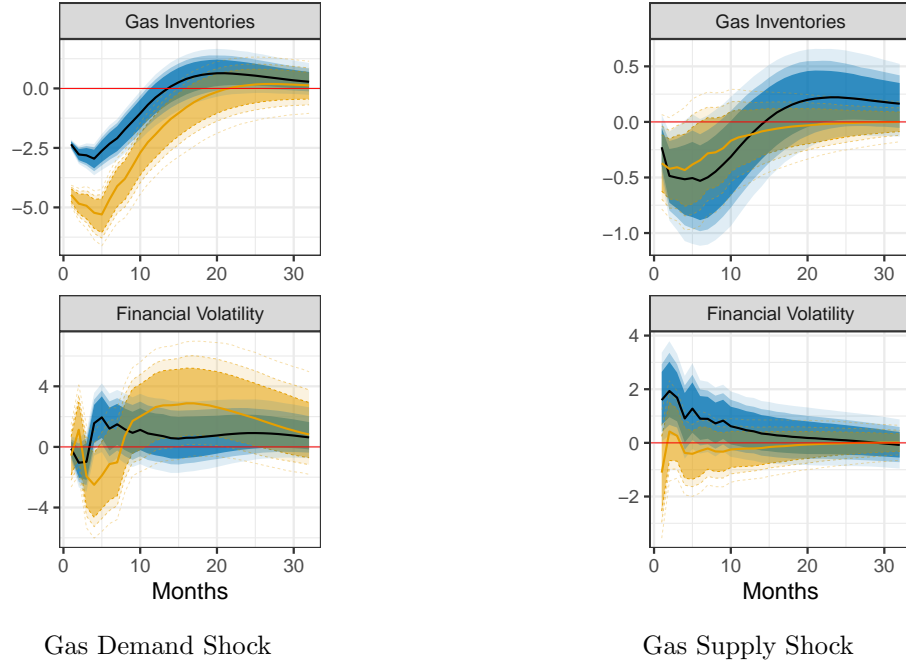 Gas Inventories
0.0
−2.5
−5.0
0 10 20 30
Financial Volatility
4
0
−4
0 10 20 30
Months
Gas Demand Shock
Gas Inventories
0.5
0.0
−0.5
−1.0
0 10 20 30
Financial Volatility
4
2
0
−2
0 10 20 30
Months
Gas Supply Shock